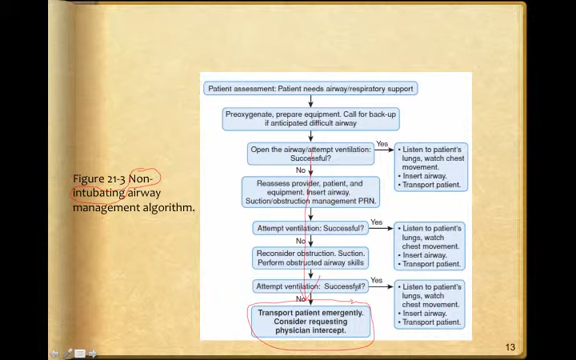 Patient assessment: Patient needs airway/respiratory support
Preoxygenate, prepare equipment. Call for back-up
if anticipated difficult airway
Open the airway/attempt ventilation:
Successful?
Yes
• Listen to patient's
lungs, watch chest
movement.
• Insert airway.
• Transport patient.
No
Figure 21-3 Non-
intubating airway
management algorithm.
Reassess provider, patient, and
equipment. Insert airway.
Suction/obstruction management PRN.
Attempt ventilation: Successful?
Yes
• Listen to patient's
lungs, watch
chest movement.
• Insert airway.
• Transport patient.
No
Reconsider obstruction. Suction.
Perform obstructed airway skills
Attempt ventilation: Successful?
Yes
• Listen to patient's
lungs, watch
chest movement.
• Insert airway.
• Transport patient.
No
Transport patient emergently.
Consider requesting
physician intercept.
13